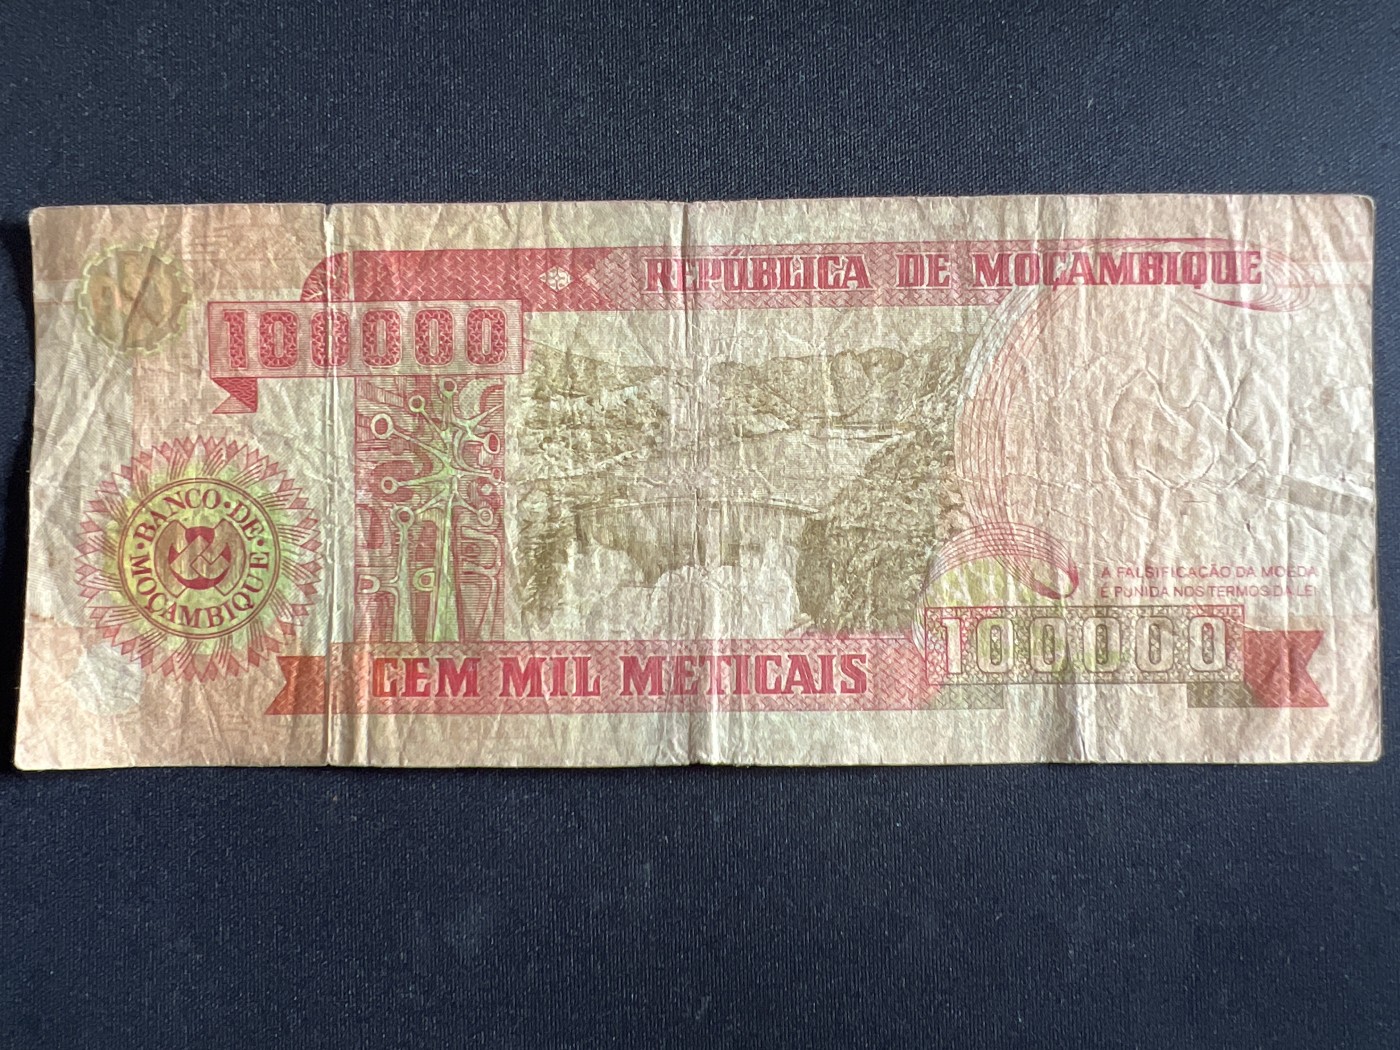 REPÚBLICA DE MOÇAMBIQUE
100000
BANCO·DE·MOÇAMBIQUE
A FALSIFICAÇÃO DA MOEDA
É PUNIDA NOS TERMOS DA LEI
100000
CEM MIL METICAIS